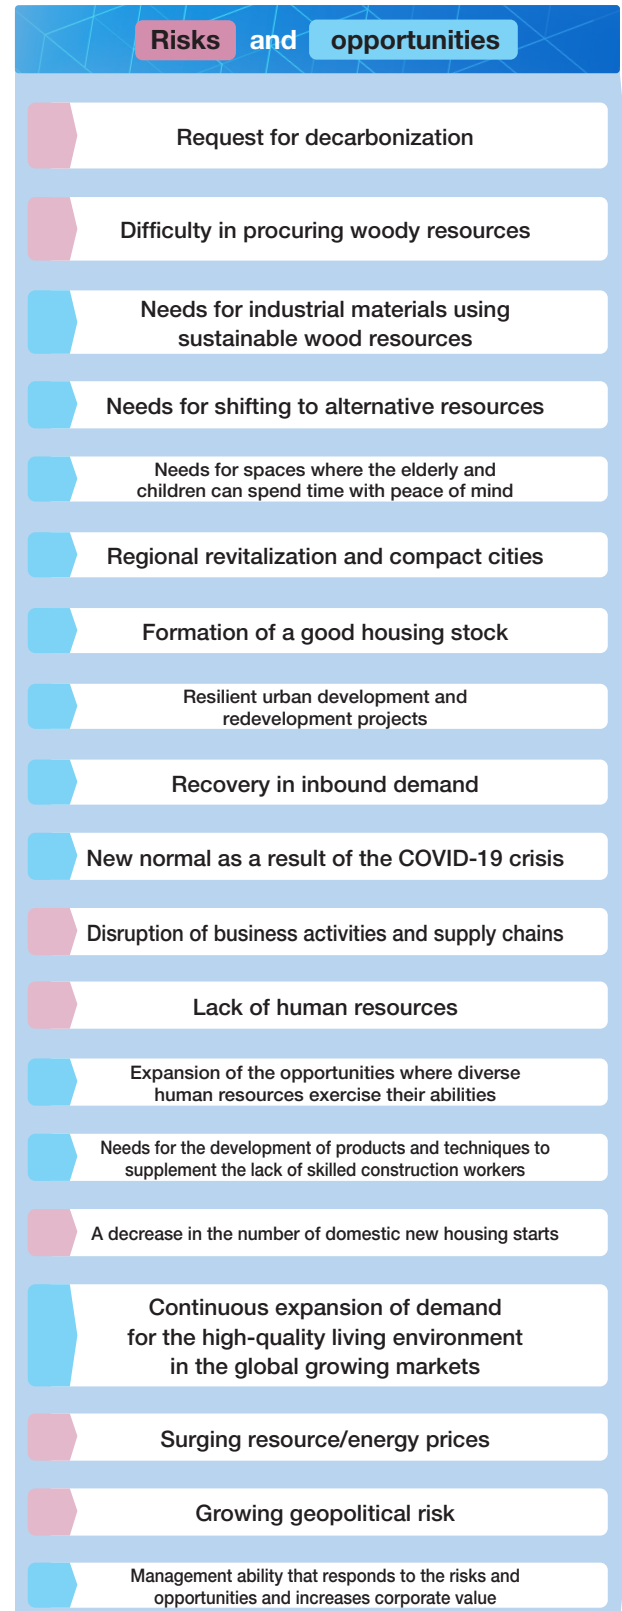 Risks and opportunities
Request for decarbonization
Difficulty in procuring woody resources
Needs for industrial materials using
sustainable wood resources
Needs for shifting to alternative resources
Needs for spaces where the elderly and
children can spend time with peace of mind
Regional revitalization and compact cities
Formation of a good housing stock
Resilient urban development and
redevelopment projects
Recovery in inbound demand
New normal as a result of the COVID-19 crisis
Disruption of business activities and supply chains
Lack of human resources
Expansion of the opportunities where diverse
human resources exercise their abilities
Needs for the development of products and techniques to
supplement the lack of skilled construction workers
A decrease in the number of domestic new housing starts
Continuous expansion of demand
for the high-quality living environment
in the global growing markets
Surging resource/energy prices
Growing geopolitical risk
Management ability that responds to the risks and
opportunities and increases corporate value